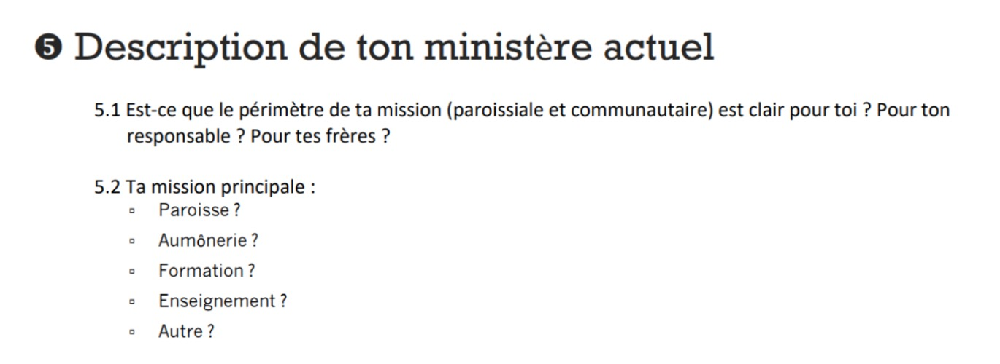 ❺ Description de ton ministère actuel
5.1 Est-ce que le périmètre de ta mission (paroissiale et communautaire) est clair pour toi ? Pour ton
responsable ? Pour tes frères ?
5.2 Ta mission principale :
▫ Paroisse ?
▫ Aumônerie ?
▫ Formation ?
▫ Enseignement ?
▫ Autre ?